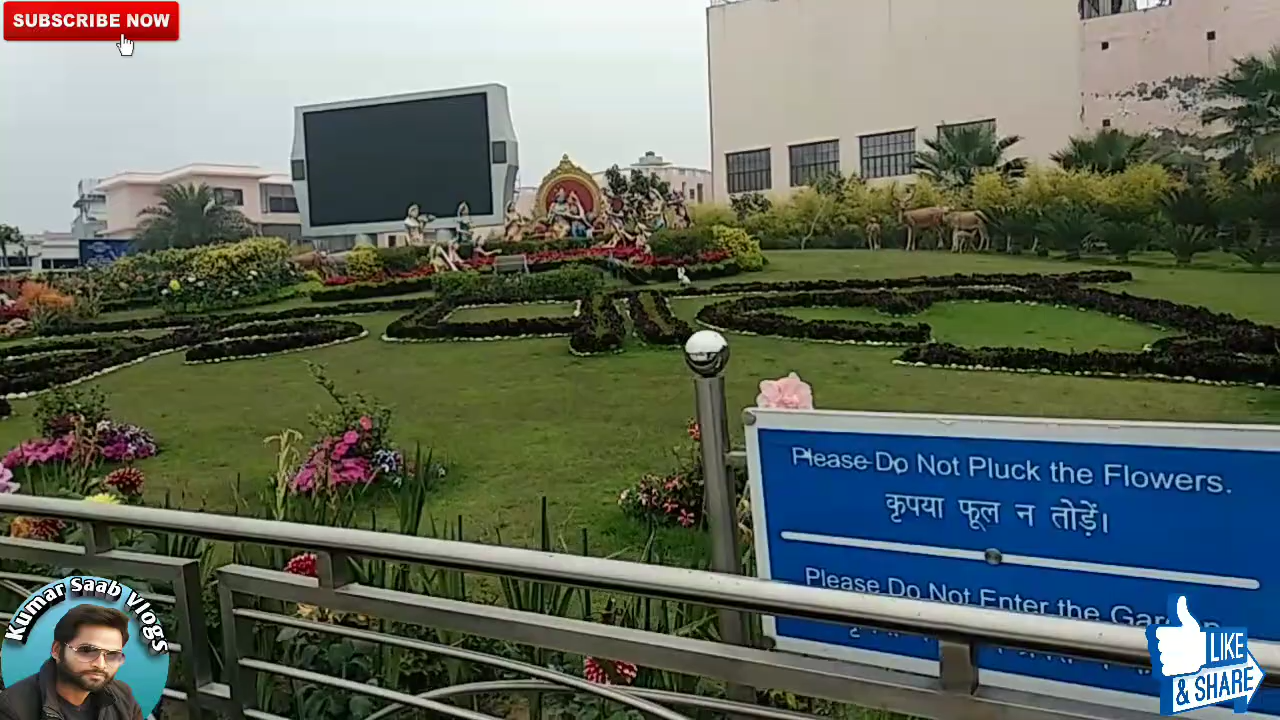 SUBSCRIBE NOW
Please Do Not Pluck the Flowers.
कृपया फूल न तोड़ें।
Please Do Not Enter the Garden
Kumar Saab Vlogs
LIKE
& SHARE